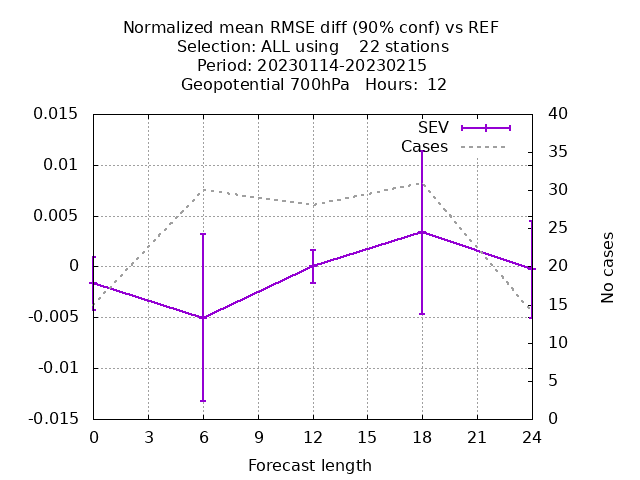 Normalized mean RMSE diff (90% conf) vs REF
Selection: ALL using    22 stations
Period: 20230114-20230215
Geopotential 700hPa   Hours:  12
SEV
Cases
0.015
0.01
0.005
0
-0.005
-0.01
-0.015
40
35
30
25
20
15
10
5
0
No cases
0 3 6 9 12 15 18 21 24
Forecast length